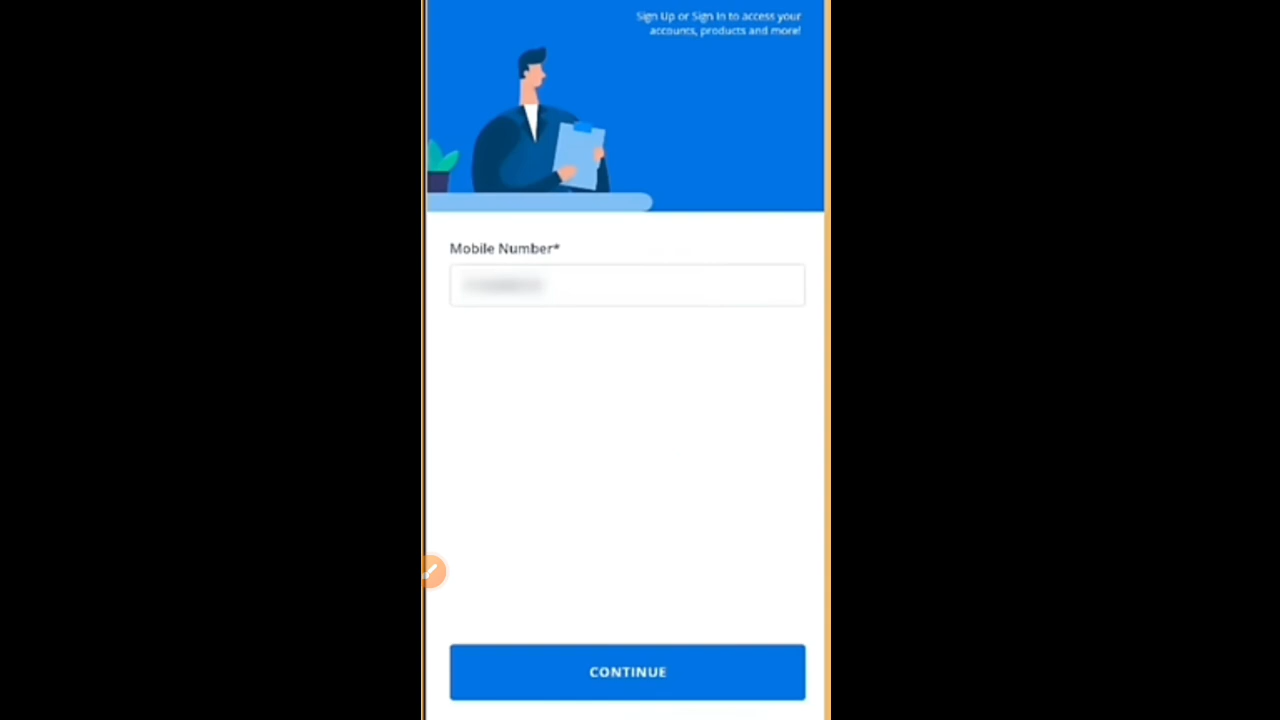 Sign Up or Sign In to access your
accounts, products and more!
Mobile Number*
CONTINUE